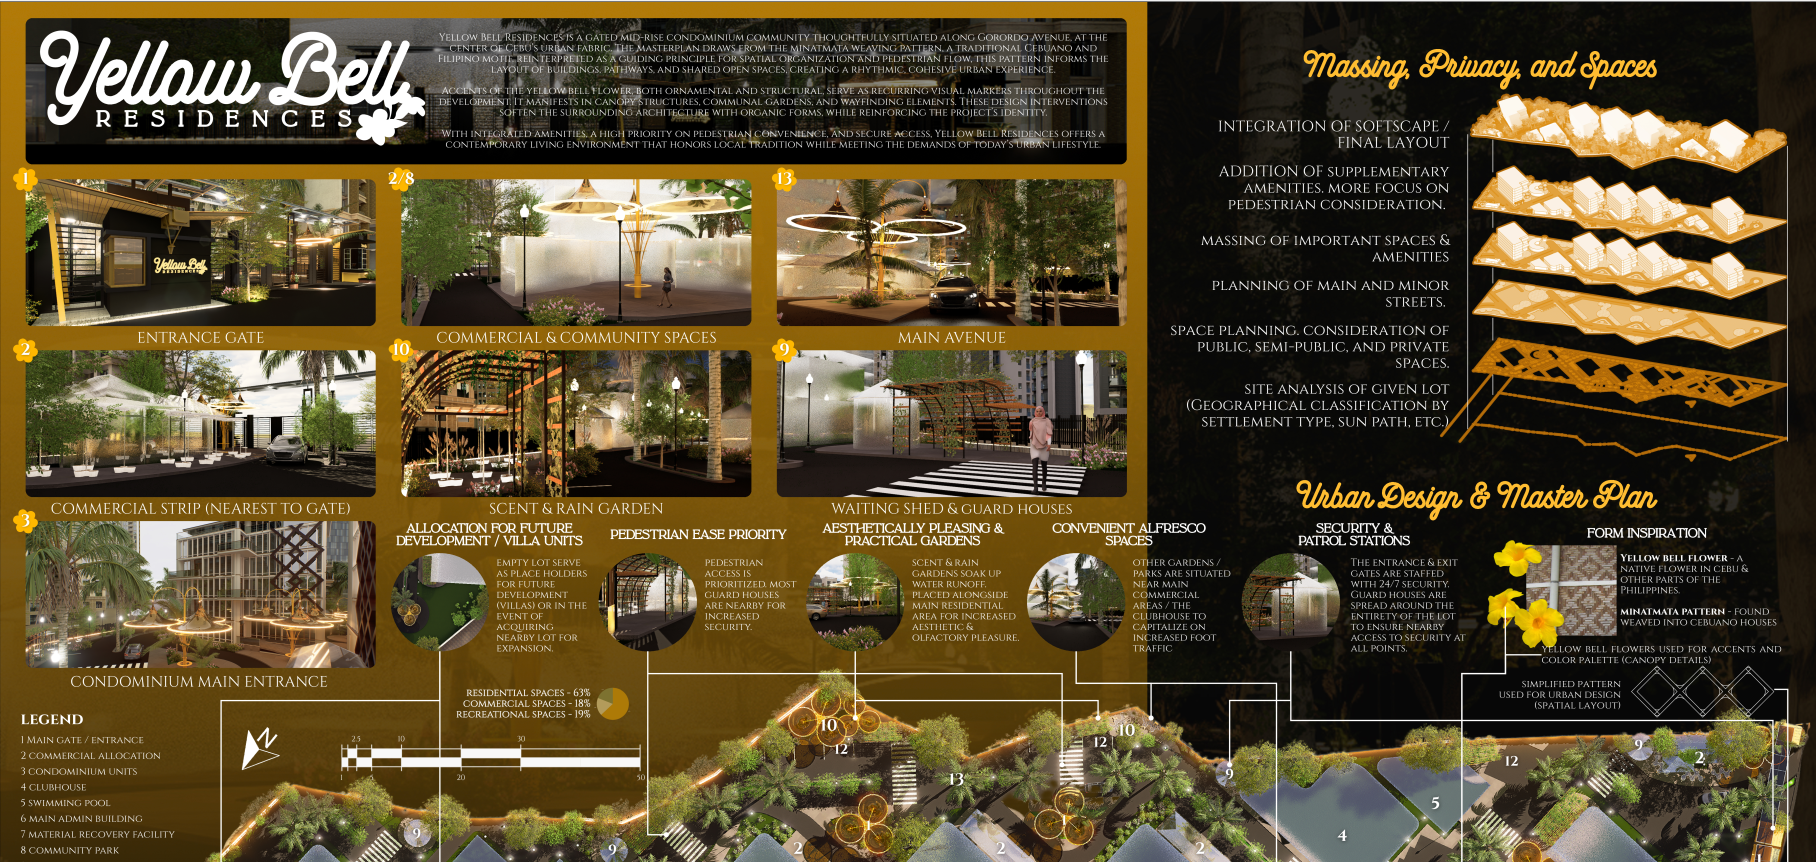 Yellow Bell
RESIDENCES
Yellow Bell Residences is a gated mid-rise condominium community thoughtfully situated along Gorordo Avenue, at the
center of Cebu's urban fabric. The masterplan draws from the Minatmata weaving pattern, a traditional Cebuano and
Filipino motif reinterpreted as a guiding principle for spatial organization and pedestrian flow. This pattern informs the
layout of buildings, pathways, and shared open spaces, creating a rhythmic, cohesive urban experience.
Accents of the yellow bell flower, both ornamental and structural, serve as recurring visual markers throughout the
development. It manifests in canopy structures, communal gardens, and wayfinding elements. These design interventions
soften the surrounding architecture with organic forms, while reinforcing the project's identity.
With integrated amenities, a high priority on pedestrian convenience, and secure access, Yellow Bell Residences offers a
contemporary living environment that honors local tradition while meeting the demands of today's urban lifestyle.
1
Yellow Bell
RESIDENCES
ENTRANCE GATE
2/8
COMMERCIAL & COMMUNITY SPACES
13
MAIN AVENUE
2
COMMERCIAL STRIP (NEAREST TO GATE)
10
SCENT & RAIN GARDEN
9
WAITING SHED & GUARD HOUSES
3
CONDOMINIUM MAIN ENTRANCE
Massing, Privacy, and Spaces
INTEGRATION OF SOFTSCAPE /
FINAL LAYOUT
ADDITION OF SUPPLEMENTARY
AMENITIES. MORE FOCUS ON
PEDESTRIAN CONSIDERATION.
MASSING OF IMPORTANT SPACES &
AMENITIES
PLANNING OF MAIN AND MINOR
STREETS.
SPACE PLANNING. CONSIDERATION OF
PUBLIC, SEMI-PUBLIC, AND PRIVATE
SPACES.
SITE ANALYSIS OF GIVEN LOT
(GEOGRAPHICAL CLASSIFICATION BY
SETTLEMENT TYPE, SUN PATH, ETC.)
Urban Design & Master Plan
ALLOCATION FOR FUTURE
DEVELOPMENT / VILLA UNITS
EMPTY LOT SERVE
AS PLACE HOLDERS
FOR FUTURE
DEVELOPMENT
(VILLAS) OR IN THE
EVENT OF
ACQUIRING
NEARBY LOT FOR
EXPANSION.
PEDESTRIAN EASE PRIORITY
PEDESTRIAN
ACCESS IS
PRIORITIZED. MOST
GUARD HOUSES
ARE NEARBY FOR
INCREASED
SECURITY.
AESTHETICALLY PLEASING &
PRACTICAL GARDENS
SCENT & RAIN
GARDENS SOAK UP
WATER RUNOFF.
PLACED ALONGSIDE
MAIN RESIDENTIAL
AREA FOR INCREASED
AESTHETIC &
OLFACTORY PLEASURE.
CONVENIENT ALFRESCO
SPACES
OTHER GARDENS /
PARKS ARE SITUATED
NEAR MAIN
COMMERCIAL
AREAS / THE
CLUBHOUSE TO
CAPITALIZE ON
INCREASED FOOT
TRAFFIC
SECURITY &
PATROL STATIONS
THE ENTRANCE & EXIT
GATES ARE STAFFED
WITH 24/7 SECURITY.
GUARD HOUSES ARE
SPREAD AROUND THE
ENTIRETY OF THE LOT
TO ENSURE NEARBY
ACCESS TO SECURITY AT
ALL POINTS.
FORM INSPIRATION
YELLOW BELL FLOWER - A
NATIVE FLOWER IN CEBU &
OTHER PARTS OF THE
PHILIPPINES.
MINATMATA PATTERN - FOUND
WEAVED INTO CEBUANO HOUSES
YELLOW BELL FLOWERS USED FOR ACCENTS AND
COLOR PALETTE (CANOPY DETAILS)
SIMPLIFIED PATTERN
USED FOR URBAN DESIGN
(SPATIAL LAYOUT)
RESIDENTIAL SPACES - 63%
COMMERCIAL SPACES - 18%
RECREATIONAL SPACES - 19%
LEGEND
1 MAIN GATE / ENTRANCE
2 COMMERCIAL ALLOCATION
3 CONDOMINIUM UNITS
4 CLUBHOUSE
5 SWIMMING POOL
6 MAIN ADMIN BUILDING
7 MATERIAL RECOVERY FACILITY
8 COMMUNITY PARK
N
2.5 10 30
1 5 20 50
10
12
13
12
10
9
12
9
2
5
4
9
9
2
2
2
1